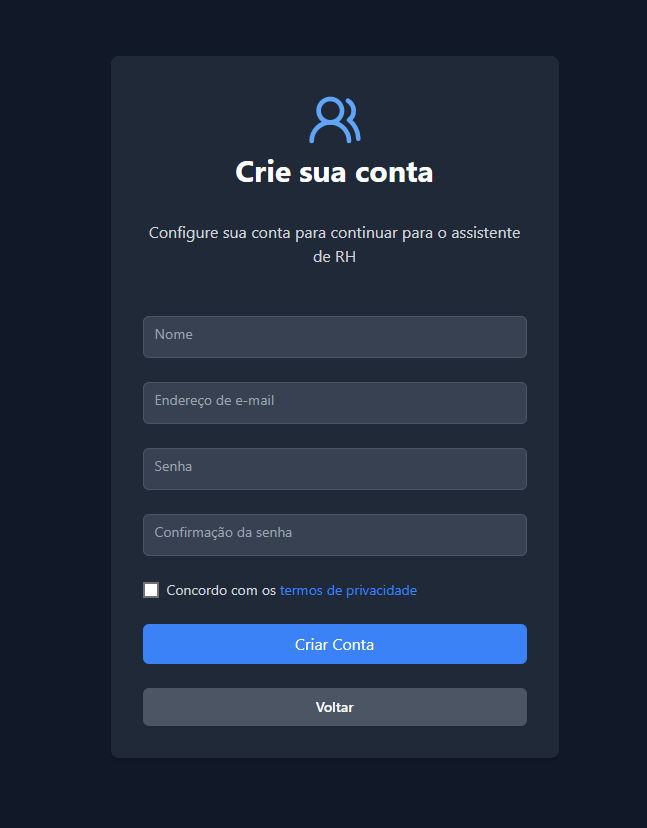 Crie sua conta
Configure sua conta para continuar para o assistente
de RH
Nome
Endereço de e-mail
Senha
Confirmação da senha
Concordo com os termos de privacidade
Criar Conta
Voltar